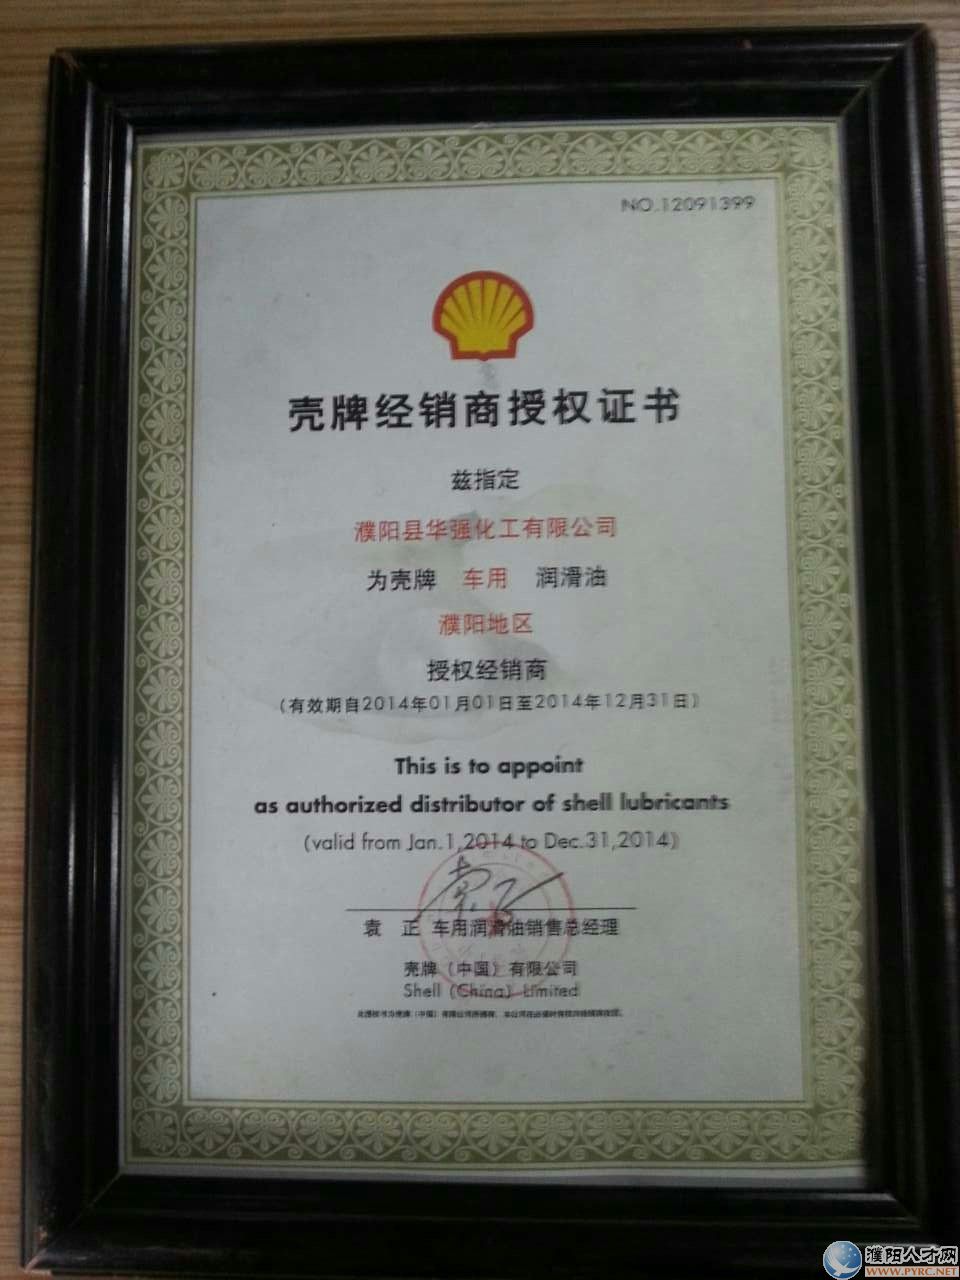 NO.12091399
壳牌经销商授权证书
兹指定
濮阳县华强化工有限公司
为壳牌 车用 润滑油
濮阳地区
授权经销商
(有效期自2014年01月01日至2014年12月31日)
This is to appoint
as authorized distributor of shell lubricants
(valid from Jan.1,2014 to Dec.31,2014)
袁 正 车用润滑油销售总经理
壳牌（中国）有限公司
Shell (China) Limited
濮阳人才网
WWW.PYRC.NET